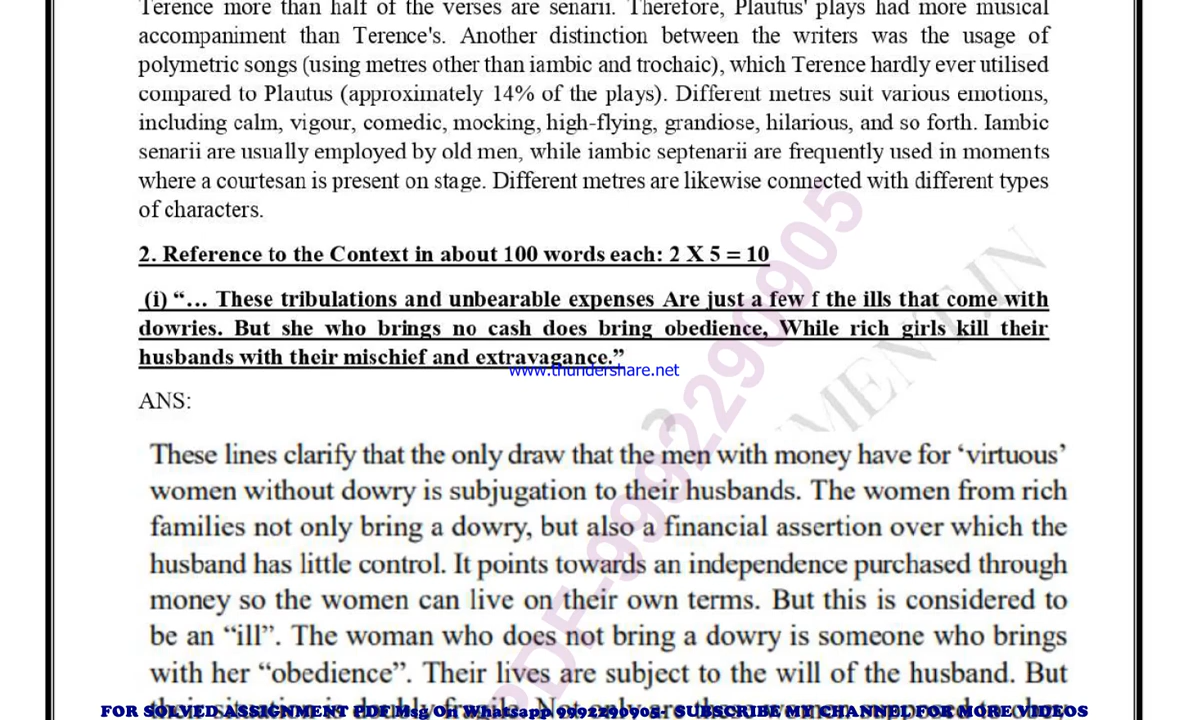 Terence more than half of the verses are senarii. Therefore, Plautus' plays had more musical
accompaniment than Terence's. Another distinction between the writers was the usage of
polymetric songs (using metres other than iambic and trochaic), which Terence hardly ever utilised
compared to Plautus (approximately 14% of the plays). Different metres suit various emotions,
including calm, vigour, comedic, mocking, high-flying, grandiose, hilarious, and so forth. Iambic
senarii are usually employed by old men, while iambic septenarii are frequently used in moments
where a courtesan is present on stage. Different metres are likewise connected with different types
of characters.
2. Reference to the Context in about 100 words each: 2 X 5 = 10
(i) “… These tribulations and unbearable expenses Are just a few f the ills that come with
dowries. But she who brings no cash does bring obedience, While rich girls kill their
husbands with their mischief and extravagance.”
www.thundershare.net
ANS:
These lines clarify that the only draw that the men with money have for ‘virtuous’
women without dowry is subjugation to their husbands. The women from rich
families not only bring a dowry, but also a financial assertion over which the
husband has little control. It points towards an independence purchased through
money so the women can live on their own terms. But this is considered to
be an “ill”. The woman who does not bring a dowry is someone who brings
with her “obedience”. Their lives are subject to the will of the husband. But
FOR SOLVED ASSIGNMENT PDF Msg On Whatsapp 9992290905- SUBSCRIBE MY CHANNEL FOR MORE VIDEOS
PDF-9992290905
MENT.IN